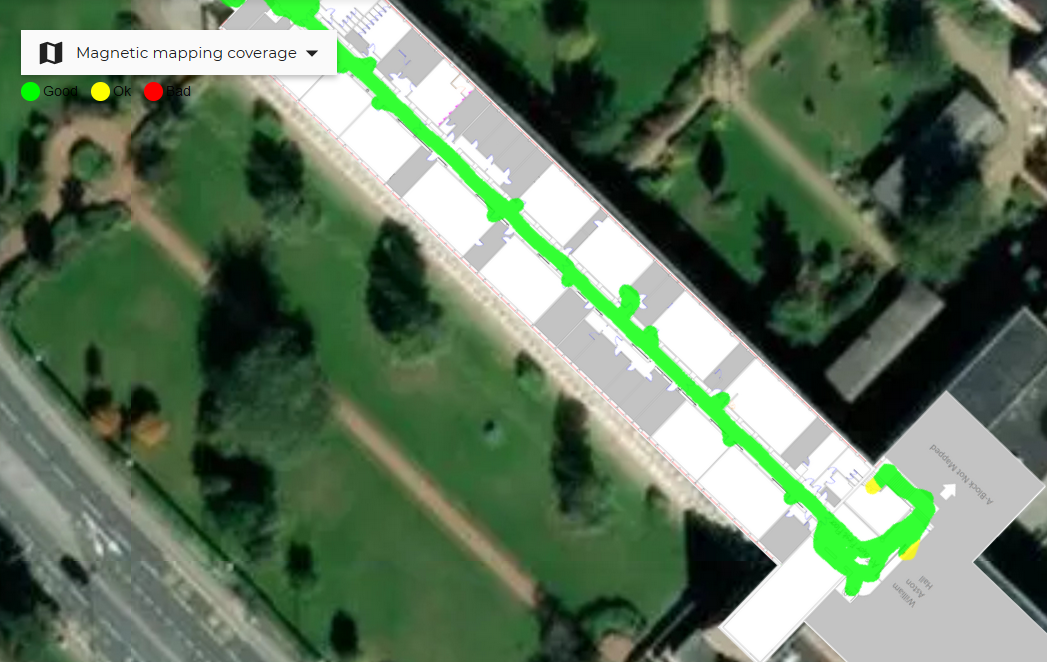 Magnetic mapping coverage
Good Ok Bad
A Block Not Mapped
William
Aston
Hall